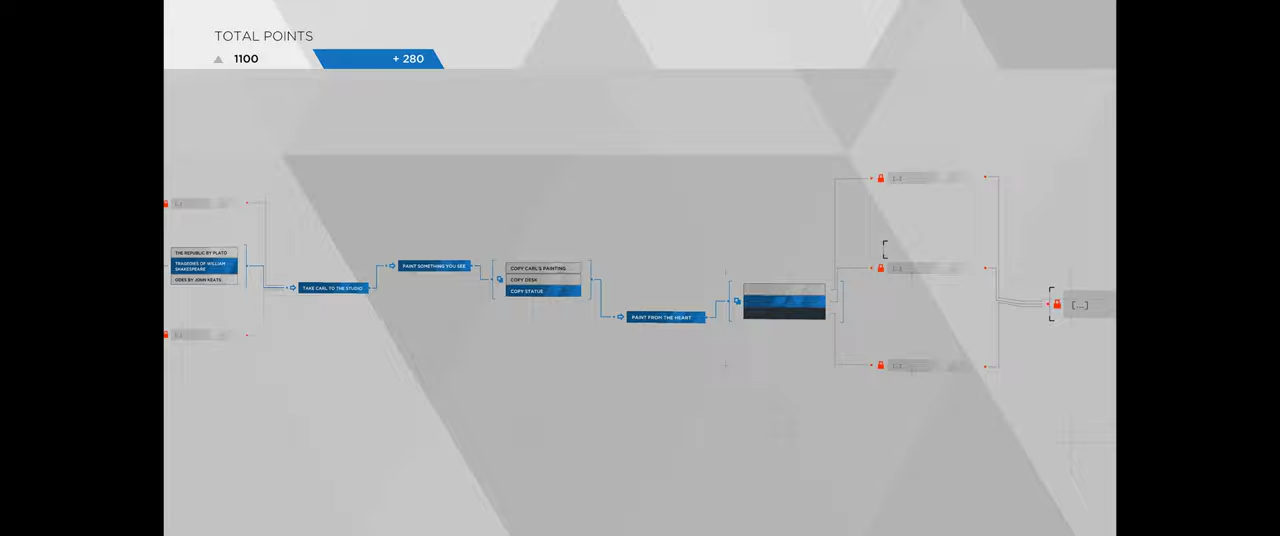 TOTAL POINTS
1100
+ 280
[...]
THE REPUBLIC BY PLATO
TRAGEDIES OF WILLIAM
SHAKESPEARE
ODES BY JOHN KEATS
[...]
TAKE CARL TO THE STUDIO
PAINT SOMETHING YOU SEE
COPY CARL'S PAINTING
COPY DESK
COPY STATUE
PAINT FROM THE HEART
[...]
[...]
[...]
[...]